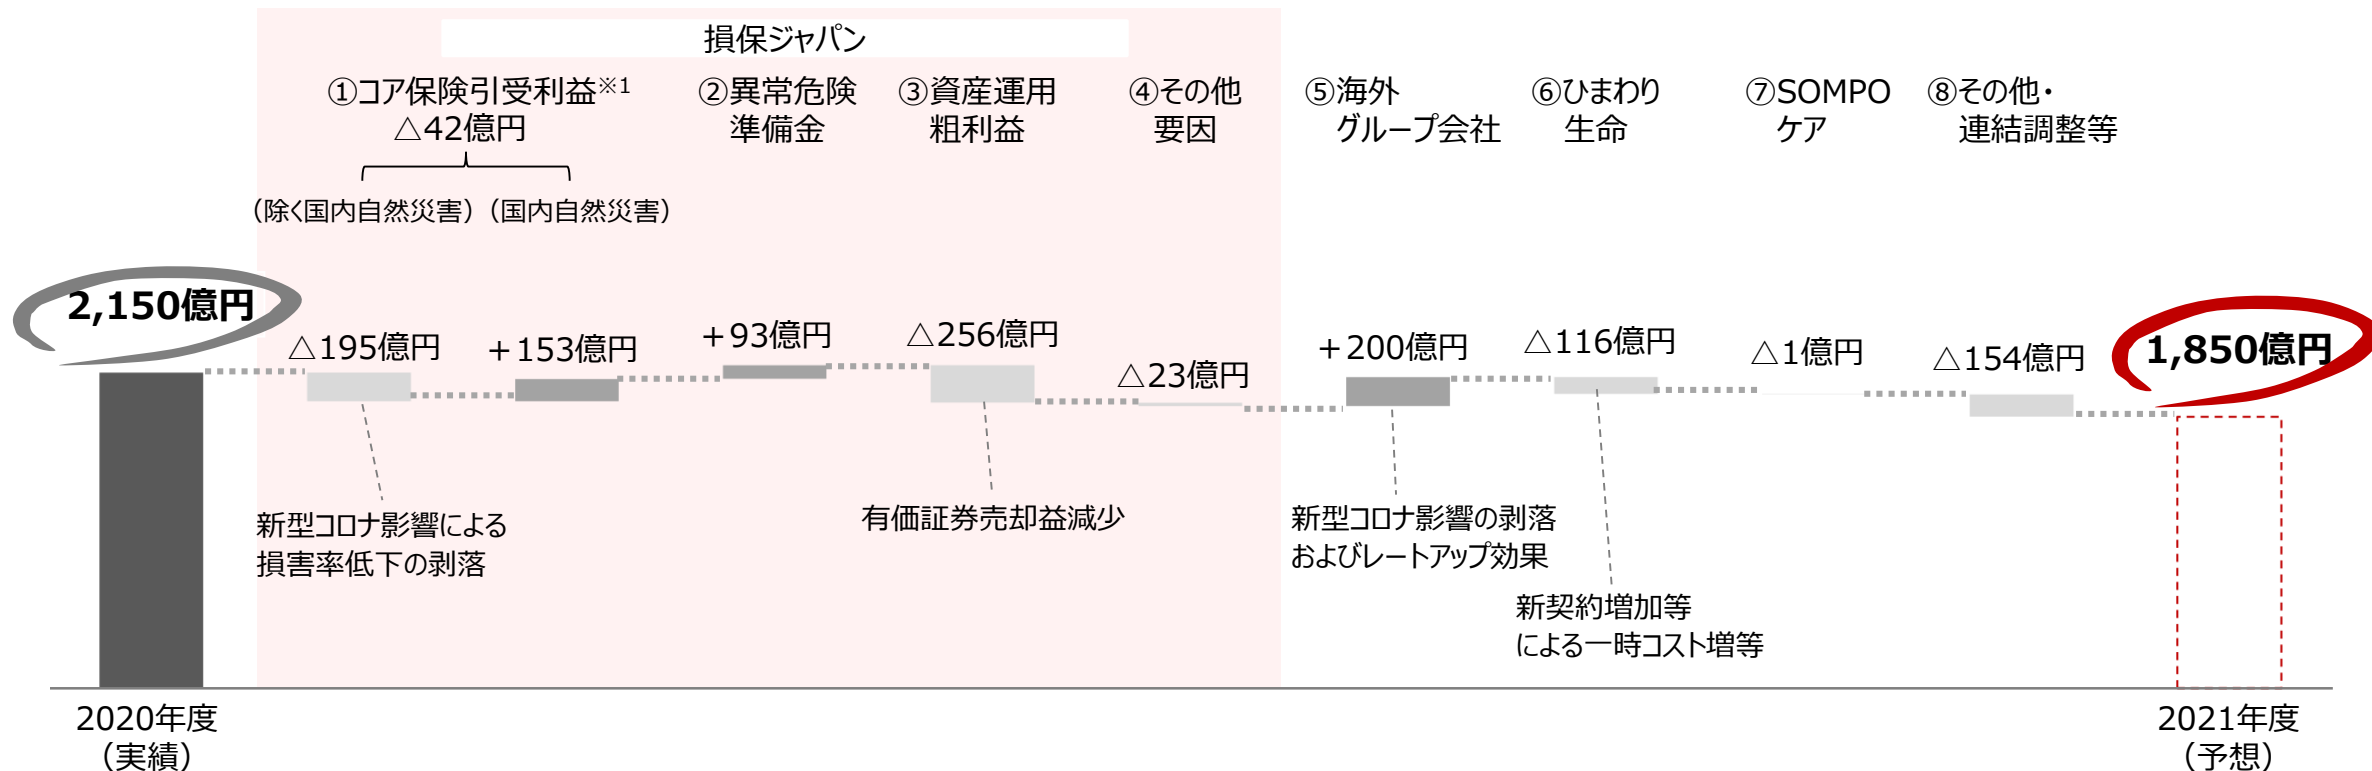 損保ジャパン
①コア保険引受利益※1
△42億円
（除く国内自然災害）（国内自然災害）
②異常危険
準備金
③資産運用
粗利益
④その他
要因
⑤海外
グループ会社
⑥ひまわり
生命
⑦SOMPO
ケア
⑧その他・
連結調整等
2,150億円
△195億円
＋153億円
＋93億円
△256億円
△23億円
＋200億円
△116億円
△1億円
△154億円
1,850億円
新型コロナ影響による
損害率低下の剥落
有価証券売却益減少
新型コロナ影響の剥落
およびレートアップ効果
新契約増加等
による一時コスト増等
2020年度
（実績）
2021年度
（予想）